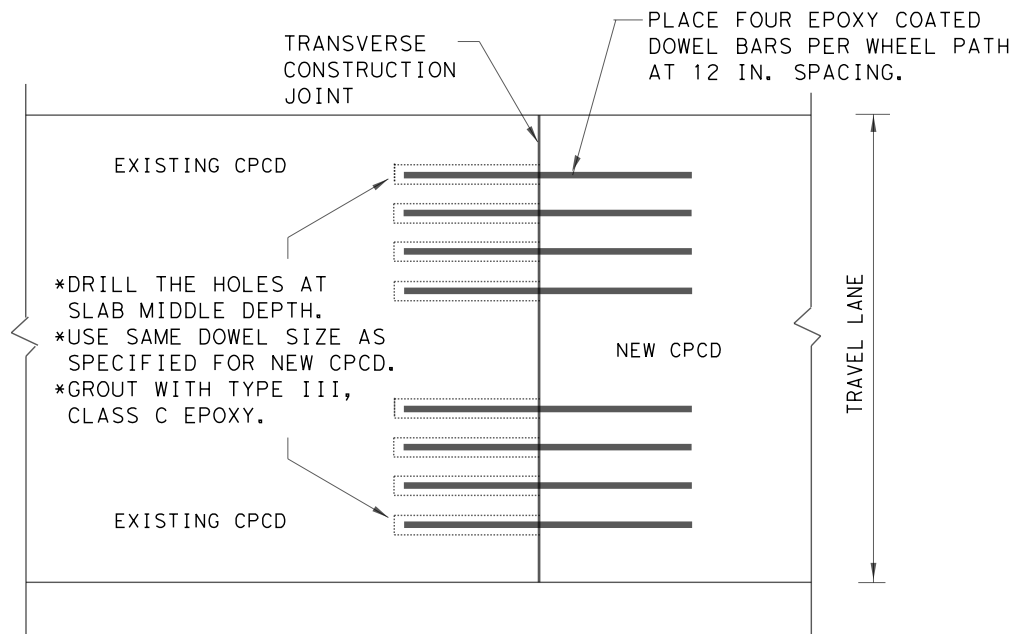 PLACE FOUR EPOXY COATED
DOWEL BARS PER WHEEL PATH
AT 12 IN. SPACING.
TRANSVERSE
CONSTRUCTION
JOINT
EXISTING CPCD
*DRILL THE HOLES AT
SLAB MIDDLE DEPTH.
*USE SAME DOWEL SIZE AS
SPECIFIED FOR NEW CPCD.
*GROUT WITH TYPE III,
CLASS C EPOXY.
NEW CPCD
TRAVEL LANE
EXISTING CPCD